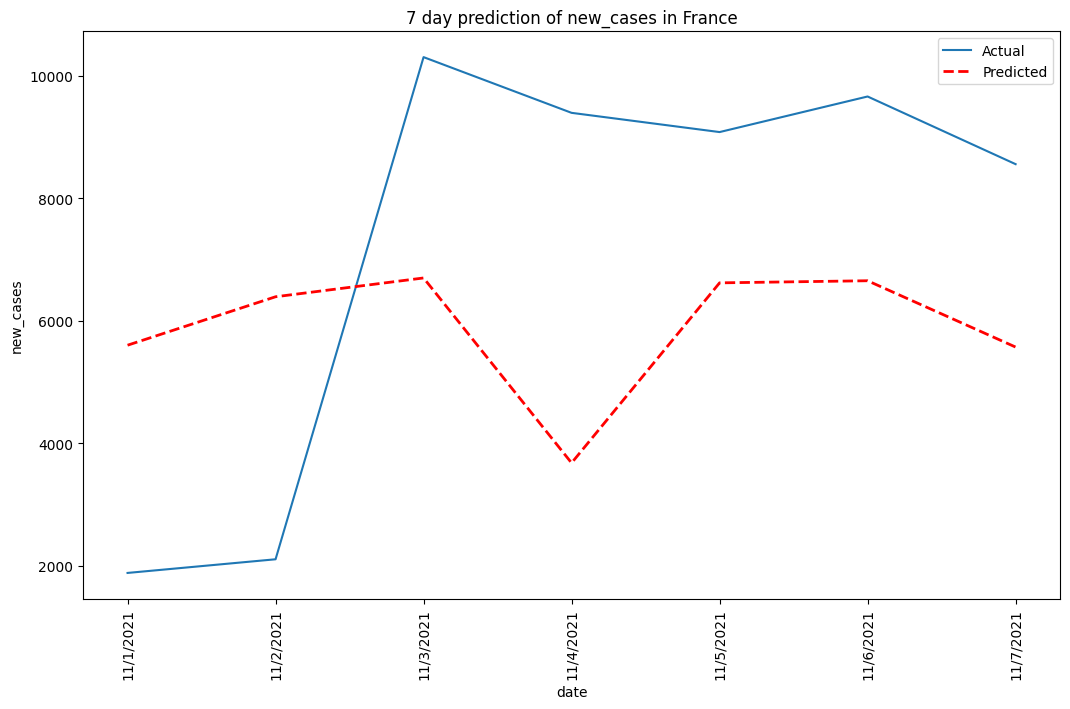 7 day prediction of new_cases in France
Actual
Predicted
new_cases
10000
8000
6000
4000
2000
11/1/2021
11/2/2021
11/3/2021
11/4/2021
11/5/2021
11/6/2021
11/7/2021
date